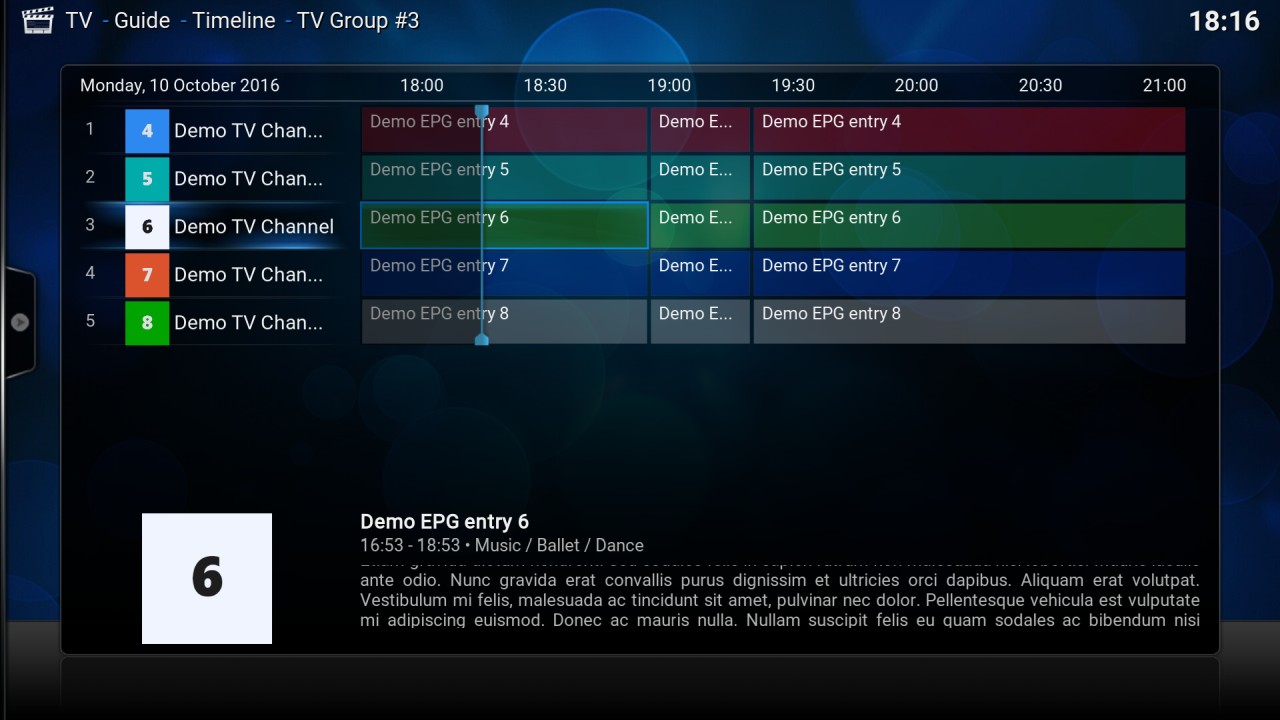 TV - Guide - Timeline - TV Group #3
18:16
Monday, 10 October 2016 18:00 18:30 19:00 19:30 20:00 20:30 21:00
1 4 Demo TV Chan... Demo EPG entry 4 Demo E... Demo EPG entry 4
2 5 Demo TV Chan... Demo EPG entry 5 Demo E... Demo EPG entry 5
3 6 Demo TV Channel Demo EPG entry 6 Demo E... Demo EPG entry 6
4 7 Demo TV Chan... Demo EPG entry 7 Demo E... Demo EPG entry 7
5 8 Demo TV Chan... Demo EPG entry 8 Demo E... Demo EPG entry 8
6
Demo EPG entry 6
16:53 - 18:53 • Music / Ballet / Dance
ante odio. Nunc gravida erat convallis purus dignissim et ultricies orci dapibus. Aliquam erat volutpat.
Vestibulum mi felis, malesuada ac tincidunt sit amet, pulvinar nec dolor. Pellentesque vehicula est vulputate
mi adipiscing euismod. Donec ac mauris nulla. Nullam suscipit felis eu quam sodales ac bibendum nisi